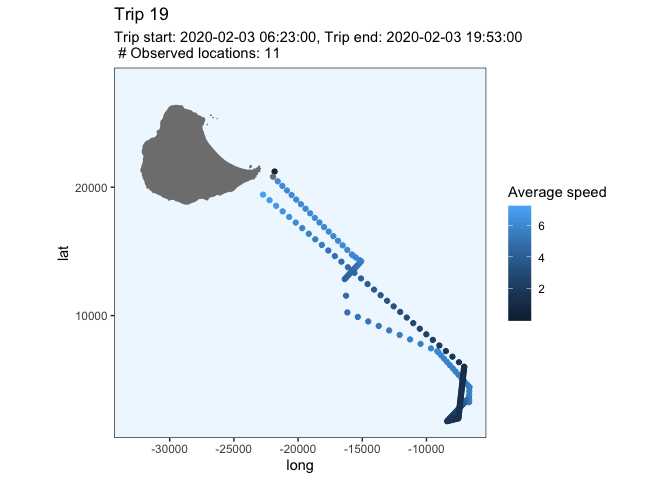 Trip 19
Trip start: 2020-02-03 06:23:00, Trip end: 2020-02-03 19:53:00
# Observed locations: 11
lat
20000
10000
-30000
-25000
-20000
-15000
-10000
long
Average speed
6
4
2